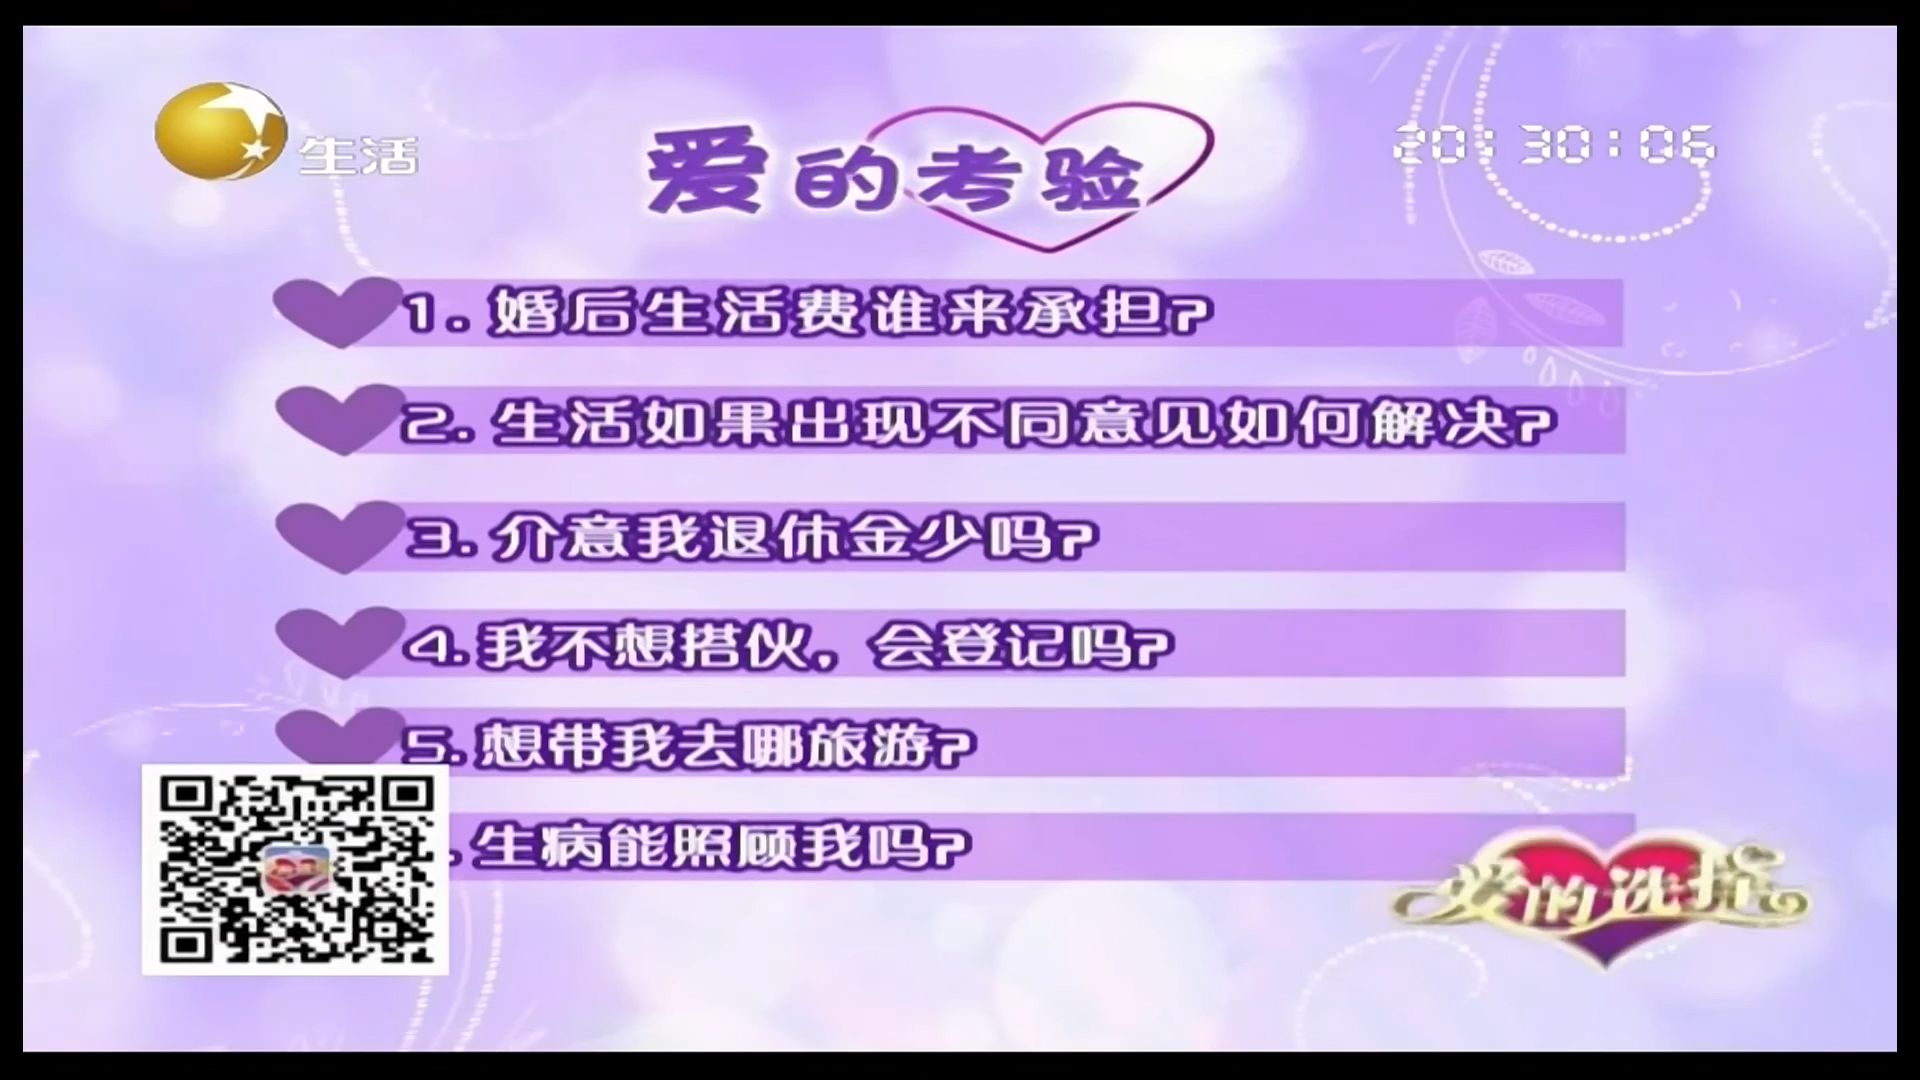 生活
爱的考验
20:30:06
1.婚后生活费谁来承担?
2.生活如果出现不同意见如何解决?
3.介意我退休金少吗?
4.我不想搭伙，会登记吗?
5.想带我去哪旅游?
.生病能照顾我吗?
爱的选择